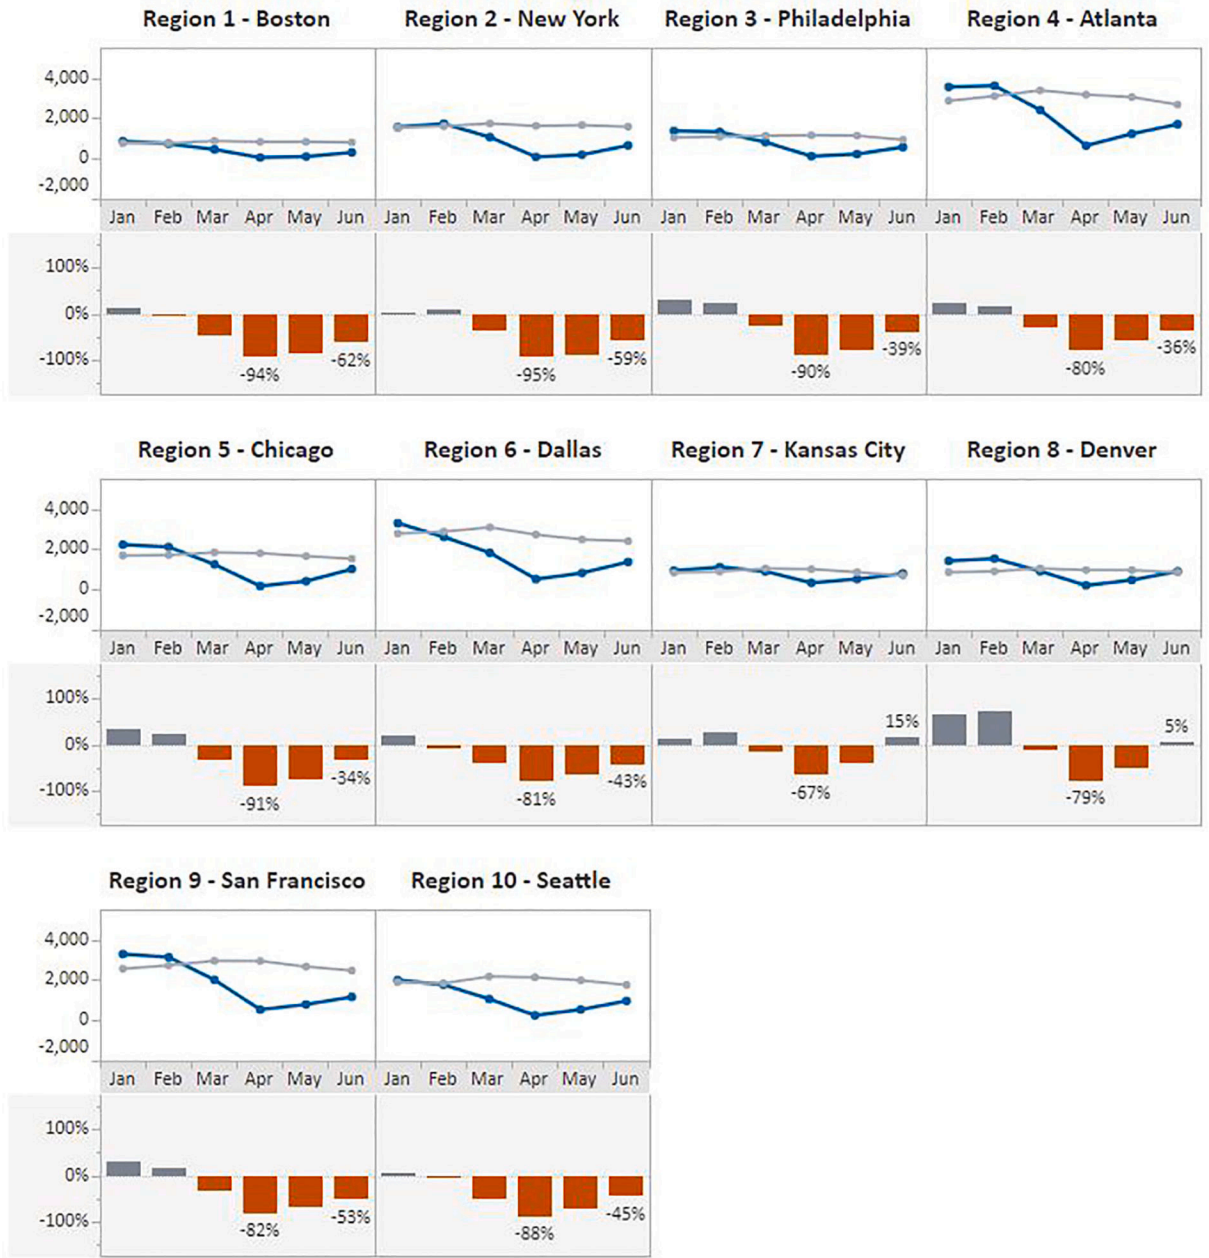 Region 1 - Boston Region 2 - New York Region 3 - Philadelphia Region 4 - Atlanta
4,000
2,000
0
-2,000
Jan Feb Mar Apr May Jun Jan Feb Mar Apr May Jun Jan Feb Mar Apr May Jun Jan Feb Mar Apr May Jun
100%
0%
-100% -62% -59% -39% -36%
-94% -95% -90% -80%
Region 5 - Chicago Region 6 - Dallas Region 7 - Kansas City Region 8 - Denver
4,000
2,000
0
-2,000
Jan Feb Mar Apr May Jun Jan Feb Mar Apr May Jun Jan Feb Mar Apr May Jun Jan Feb Mar Apr May Jun
100%
15% 5%
0%
-34% -43%
-100% -91% -81% -67% -79%
Region 9 - San Francisco Region 10 - Seattle
4,000
2,000
0
-2,000
Jan Feb Mar Apr May Jun Jan Feb Mar Apr May Jun
100%
0%
-100% -53% -45%
-82% -88%